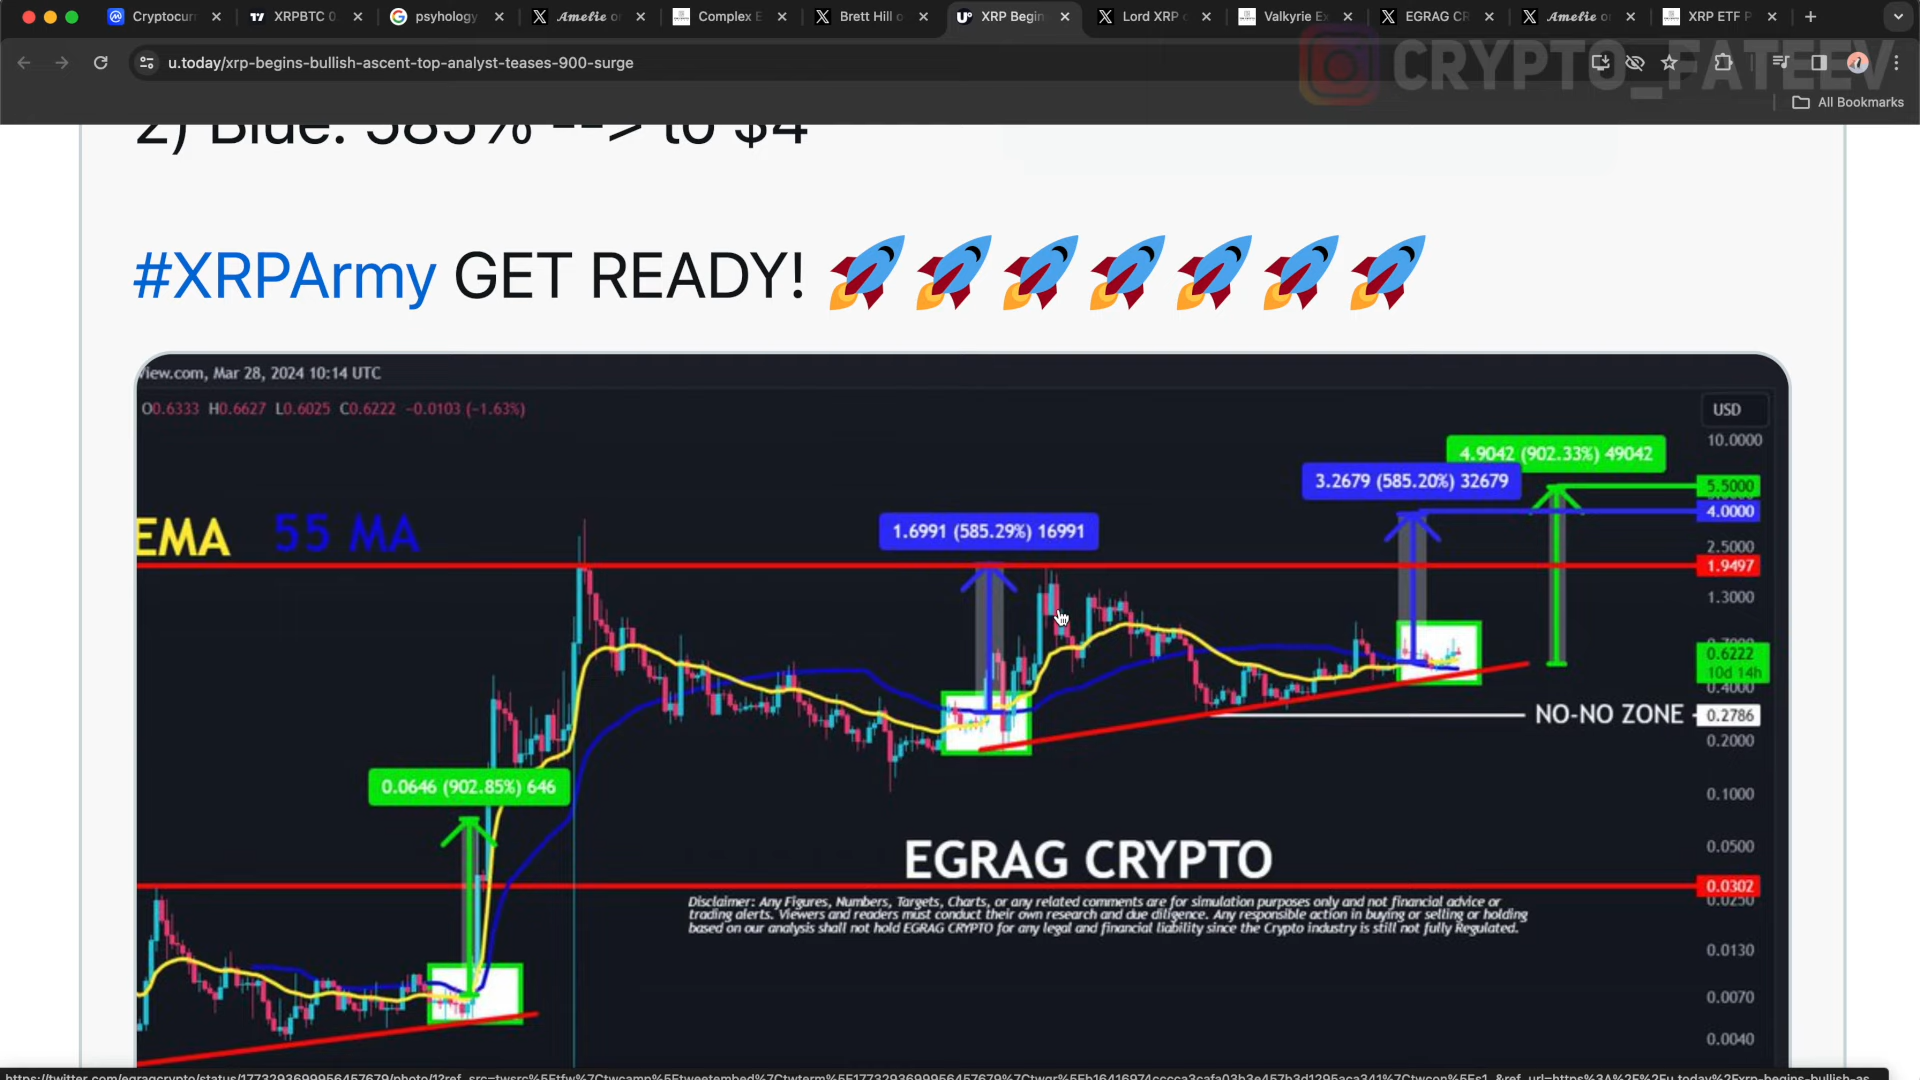 Cryptocur
XRPBTC 0.
psyhology
Amelie o
Complex E
Brett Hill o
XRP Begin
Lord XRP
Valkyrie E
EGRAG CR
Amelie o
XRP ETF P
u.today/xrp-begins-bullish-ascent-top-analyst-teases-900-surge
CRYPTO_FATEEV
All Bookmarks
2) Blue: 585% --> to $4
#XRPArmy GET READY! 🚀🚀🚀🚀🚀🚀🚀
View.com, Mar 28, 2024 10:14 UTC
O0.6333 H0.6627 L0.6025 C0.6222 -0.0103 (-1.63%)
USD
10.0000
4.9042 (902.33%) 49042
3.2679 (585.20%) 32679
5.5000
4.0000
EMA 55 MA
1.6991 (585.29%) 16991
2.5000
1.9497
1.3000
0.6222
10d 14h
0.4000
NO-NO ZONE
0.2786
0.2000
0.0646 (902.85%) 646
0.1000
0.0500
EGRAG CRYPTO
0.0302
0.0250
Disclaimer: Any Figures, Numbers, Targets, Charts, or any related comments are for simulation purposes only and not financial advice or
trading alerts. Viewers and readers must conduct their own research and due diligence. Any responsible action in buying or selling or holding
based on our analysis shall not hold EGRAG CRYPTO for any legal and financial liability since the Crypto industry is still not fully Regulated.
0.0130
0.0070
0.0040